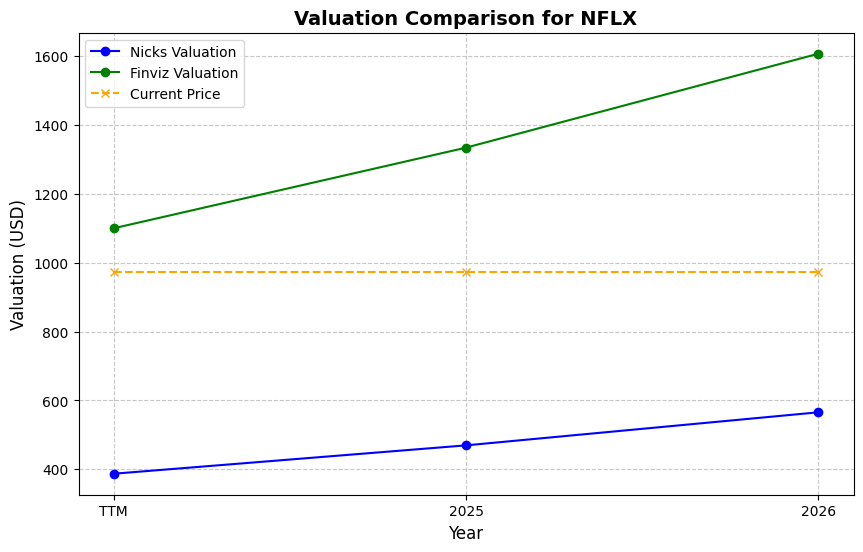 Valuation Comparison for NFLX
Nicks Valuation
Finviz Valuation
Current Price
Valuation (USD)
1600
1400
1200
1000
800
600
400
TTM
2025
2026
Year